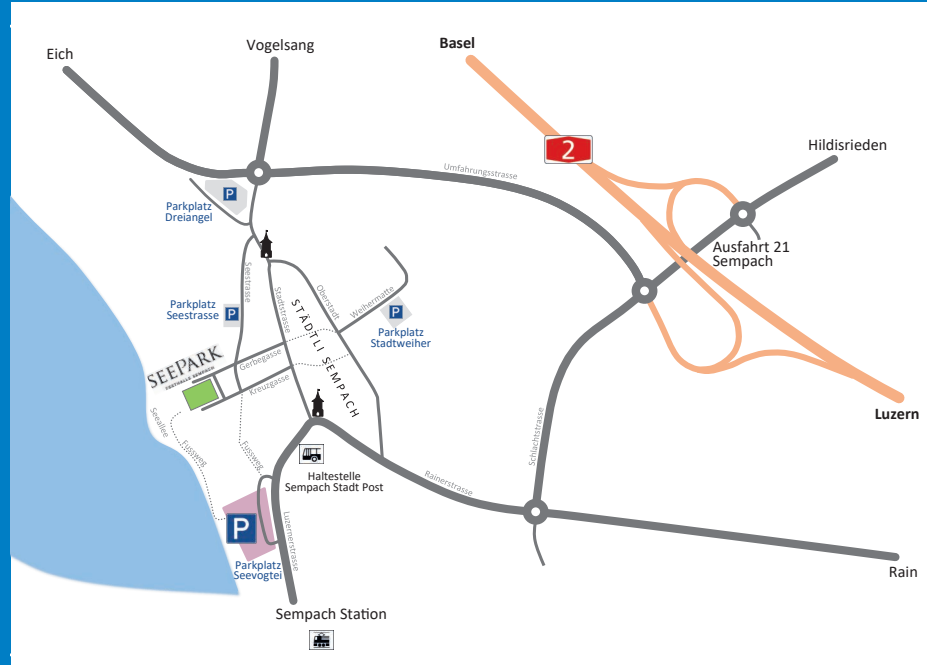 Basel
Vogelsang
Eich
2
Hildisrieden
Umfahrungsstrasse
P
Parkplatz
Dreiangel
Ausfahrt 21
Sempach
Seestrasse
Stadtstrasse
Oberstadt
Weihermatte
STÄDTLI SEMPACH
Parkplatz
Seestrasse
P
P
Parkplatz
Stadtweiher
SEEPARK
FESTHALLE SEMPACH
Gerbegasse
Kreuzgasse
Luzern
Seeallee
Fussweg
Fussweg
Schlachtstrasse
Haltestelle
Sempach Stadt Post
Rainerstrasse
P
Luzernerstrasse
Parkplatz
Seevogtei
Rain
Sempach Station